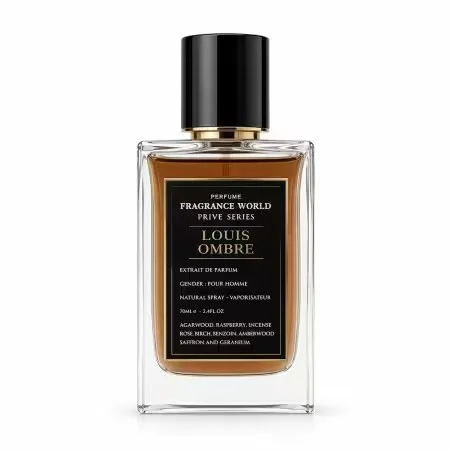 PERFUME
FRAGRANCE WORLD
PRIVE SERIES
LOUIS
OMBRE
EXTRAIT DE PARFUM
GENDER : POUR HOMME
NATURAL SPRAY - VAPORISATEUR
70ML e - 2.4FL.OZ
AGARWOOD, RASPBERRY, INCENSE
ROSE, BIRCH, BENZOIN, AMBERWOOD
SAFFRON AND GERANIUM